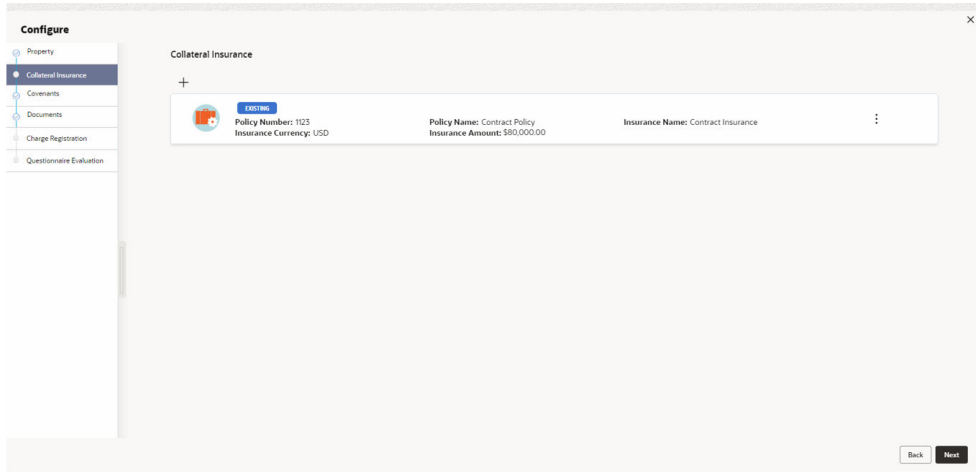 Configure
Property
Collateral Insurance
Covenants
Documents
Charge Registration
Questionnaire Evaluation
Collateral Insurance
EXISTING
Policy Number: 1123 Policy Name: Contract Policy Insurance Name: Contract Insurance
Insurance Currency: USD Insurance Amount: $80,000.00
Back Next